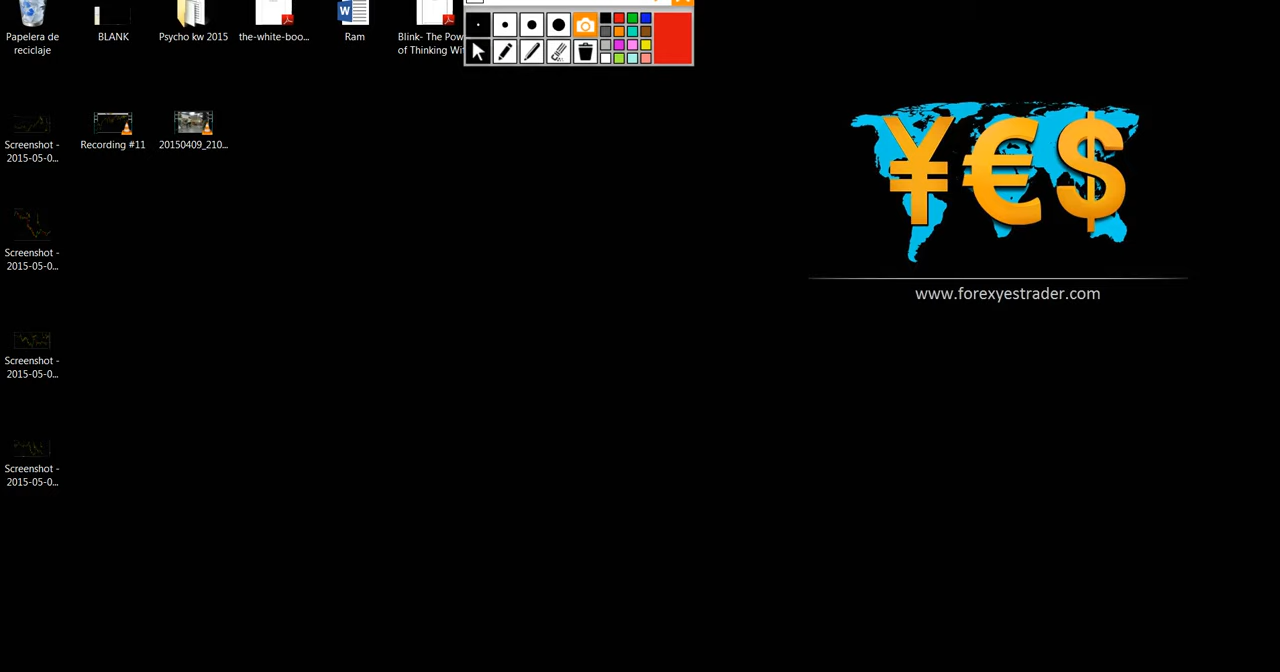 Papelera de
reciclaje
BLANK
Psycho kw 2015
the-white-boo...
Ram
Blink- The Pow
of Thinking Wi
Screenshot -
2015-05-0...
Recording #11
20150409_210...
Screenshot -
2015-05-0...
Screenshot -
2015-05-0...
Screenshot -
2015-05-0...
¥€$
www.forexyestrader.com